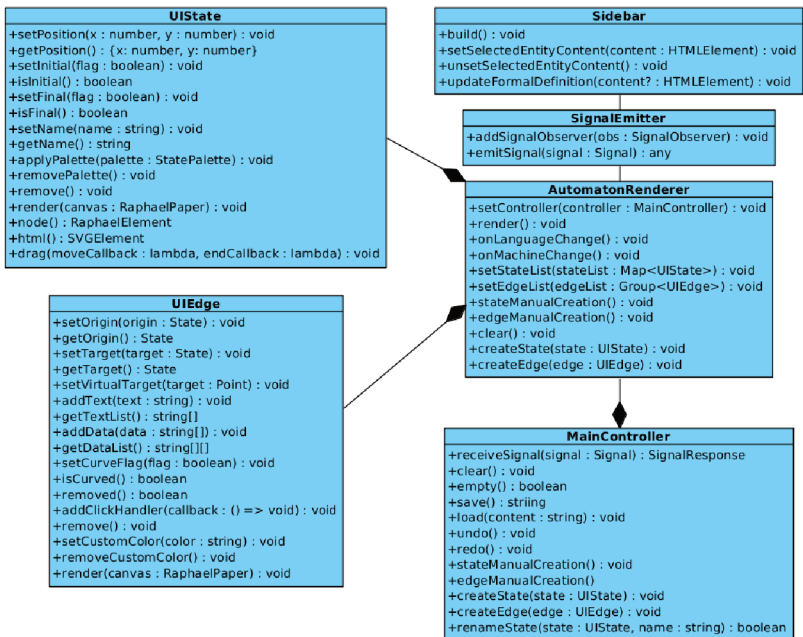 UIState
+setPosition(x : number, y : number) : void
+getPosition() : {x: number, y: number}
+setInitial(flag : boolean) : void
+isInitial() : boolean
+setFinal(flag : boolean) : void
+isFinal() : boolean
+setName(name : string) : void
+getName() : string
+applyPalette(palette : StatePalette) : void
+removePalette() : void
+remove() : void
+render(canvas : RaphaelPaper) : void
+node() : RaphaelElement
+html() : SVGElement
+drag(moveCallback : lambda, endCallback : lambda) : void
Sidebar
+build() : void
+setSelectedEntityContent(content : HTMLElement) : void
+unsetSelectedEntityContent() : void
+updateFormalDefinition(content? : HTMLElement) : void
SignalEmitter
+addSignalObserver(obs : SignalObserver) : void
+emitSignal(signal : Signal) : any
AutomatonRenderer
+setController(controller : MainController) : void
+render() : void
+onLanguageChange() : void
+onMachineChange() : void
+setStateList(stateList : Map<UIState>) : void
+setEdgeList(edgeList : Group<UIEdge>) : void
+stateManualCreation() : void
+edgeManualCreation() : void
+clear() : void
+createState(state : UIState) : void
+createEdge(edge : UIEdge) : void
UIEdge
+setOrigin(origin : State) : void
+getOrigin() : State
+setTarget(target : State) : void
+getTarget() : State
+setVirtualTarget(target : Point) : void
+addText(text : string) : void
+getTextList() : string[]
+addData(data : string[]) : void
+getDataList() : string[][]
+setCurveFlag(flag : boolean) : void
+isCurved() : boolean
+removed() : boolean
+addClickHandler(callback : () => void) : void
+remove() : void
+setCustomColor(color : string) : void
+removeCustomColor() : void
+render(canvas : RaphaelPaper) : void
MainController
+receiveSignal(signal : Signal) : SignalResponse
+clear() : void
+empty() : boolean
+save() : striing
+load(content : string) : void
+undo() : void
+redo() : void
+stateManualCreation() : void
+edgeManualCreation()
+createState(state : UIState) : void
+createEdge(edge : UIEdge) : void
+renameState(state : UIState, name : string) : boolean